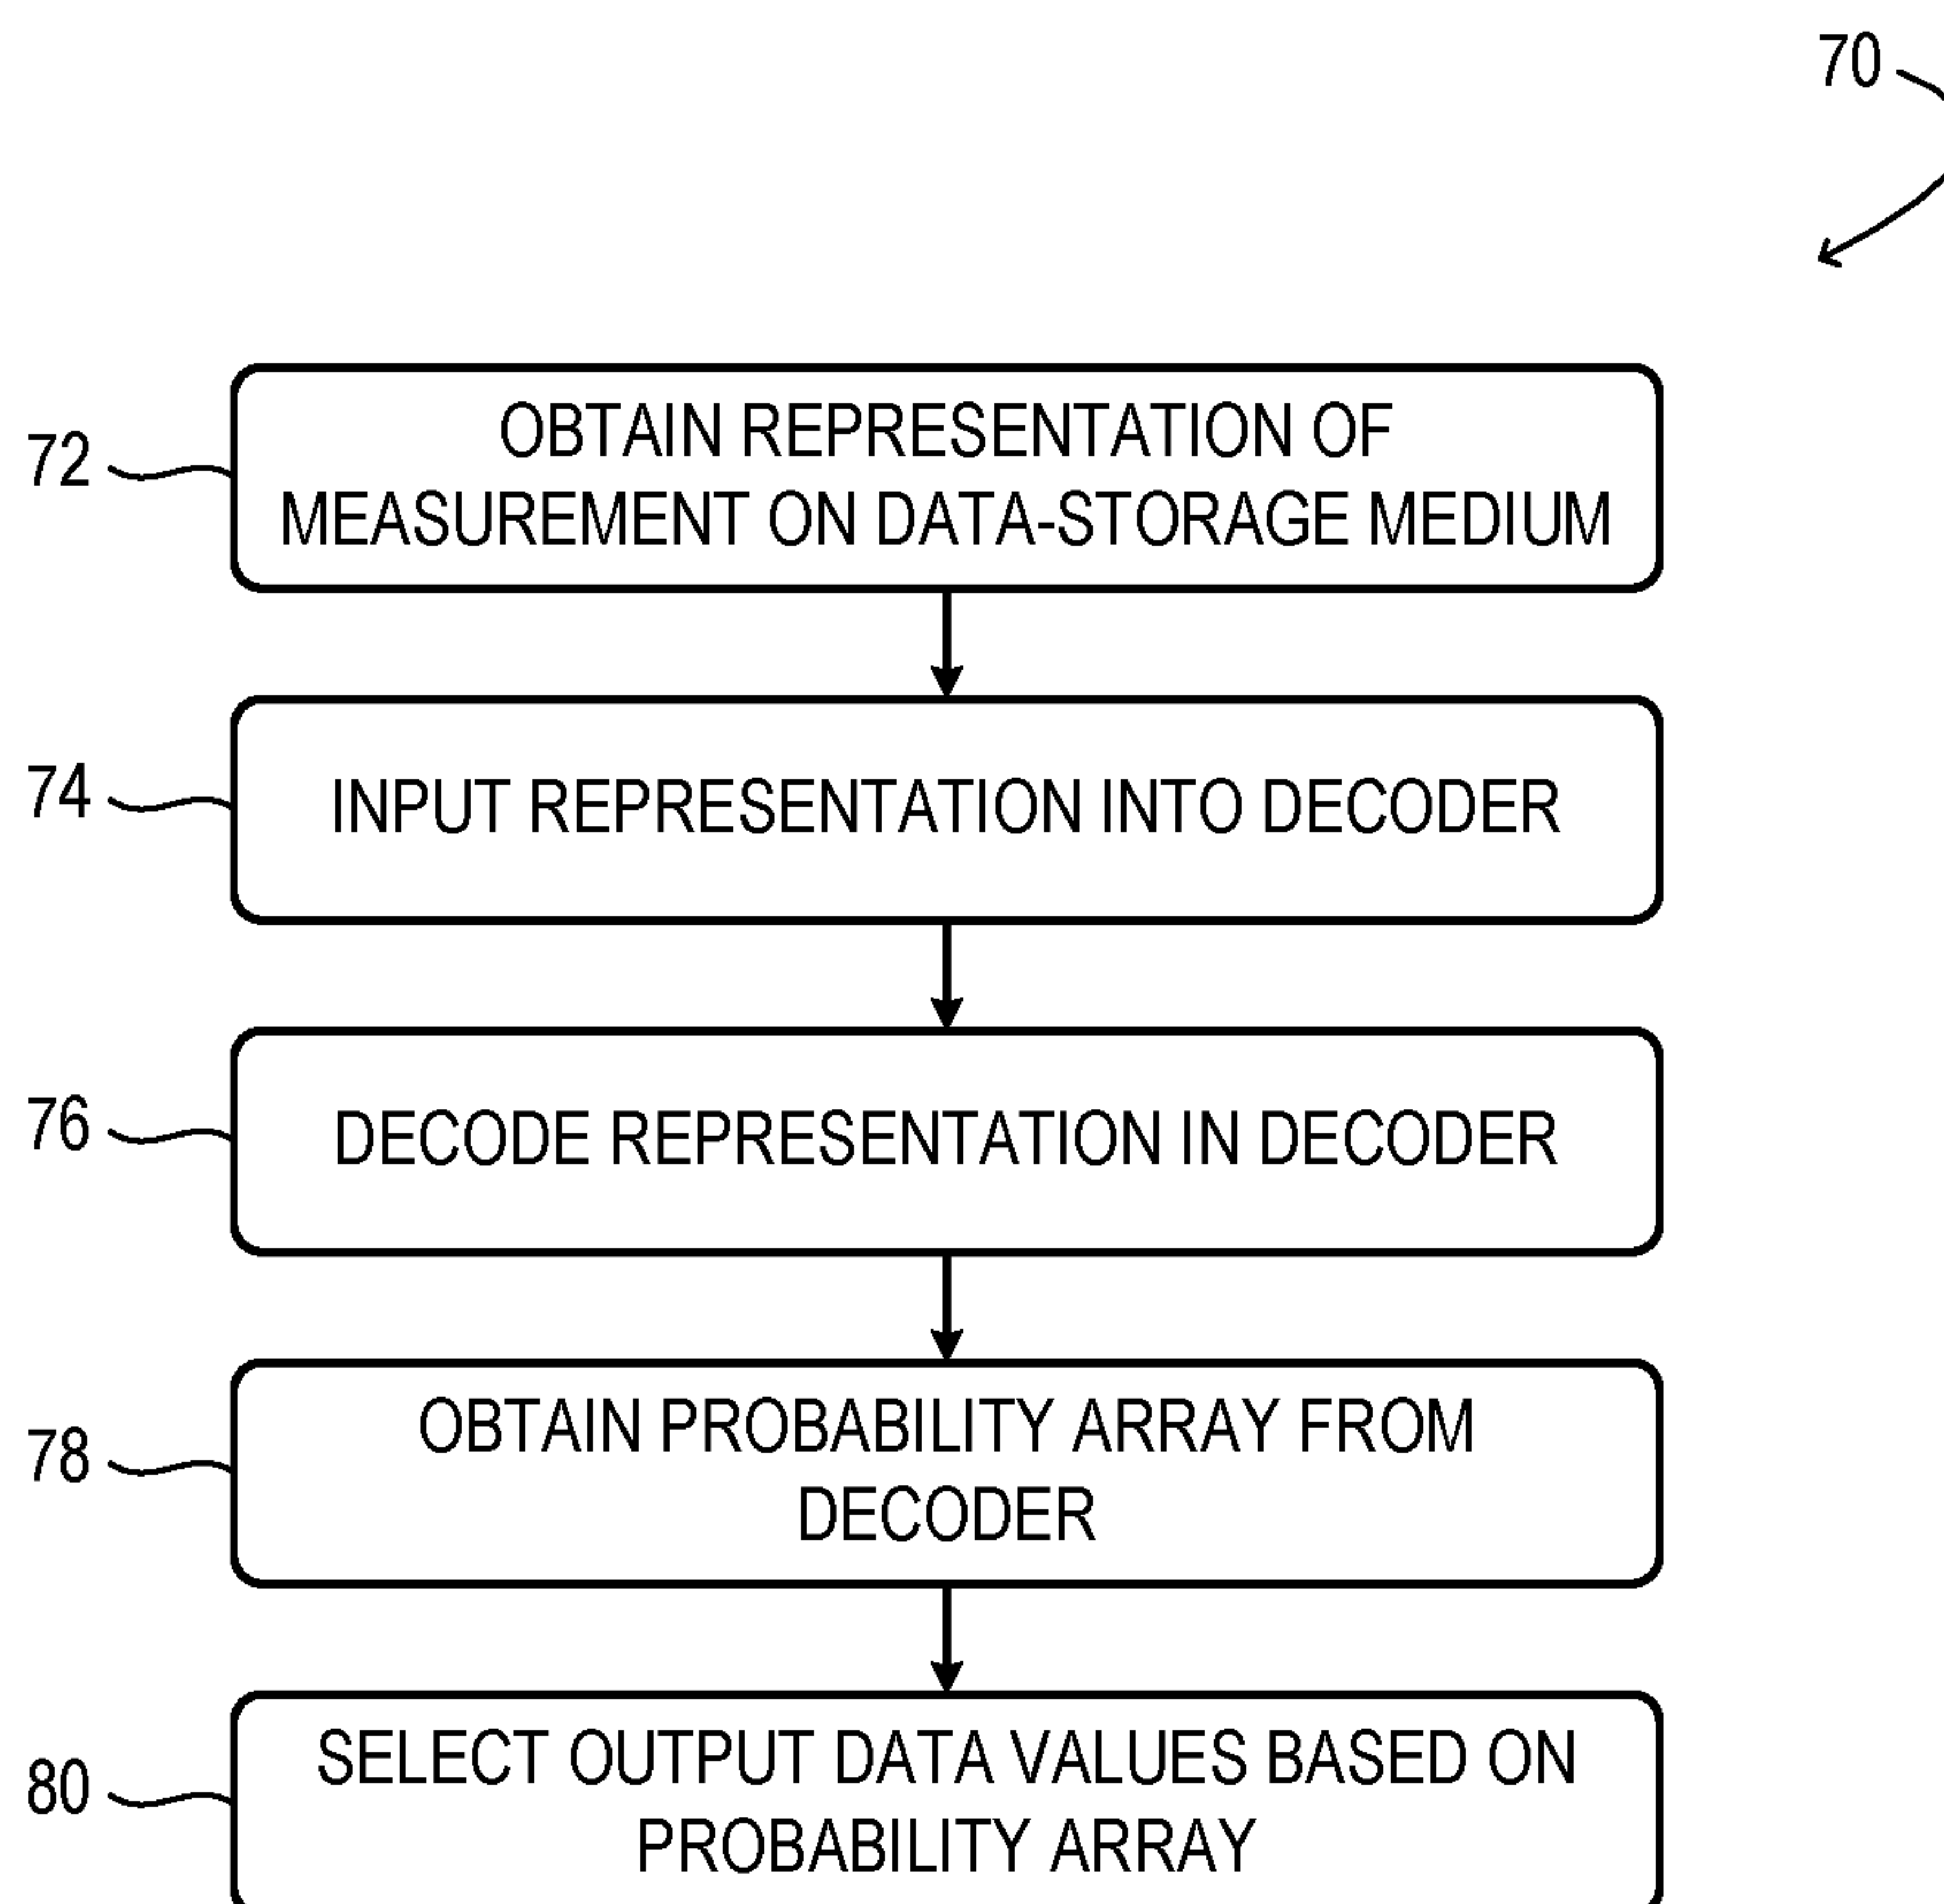 70
72
OBTAIN REPRESENTATION OF
MEASUREMENT ON DATA-STORAGE MEDIUM
74
INPUT REPRESENTATION INTO DECODER
76
DECODE REPRESENTATION IN DECODER
78
OBTAIN PROBABILITY ARRAY FROM
DECODER
80
SELECT OUTPUT DATA VALUES BASED ON
PROBABILITY ARRAY